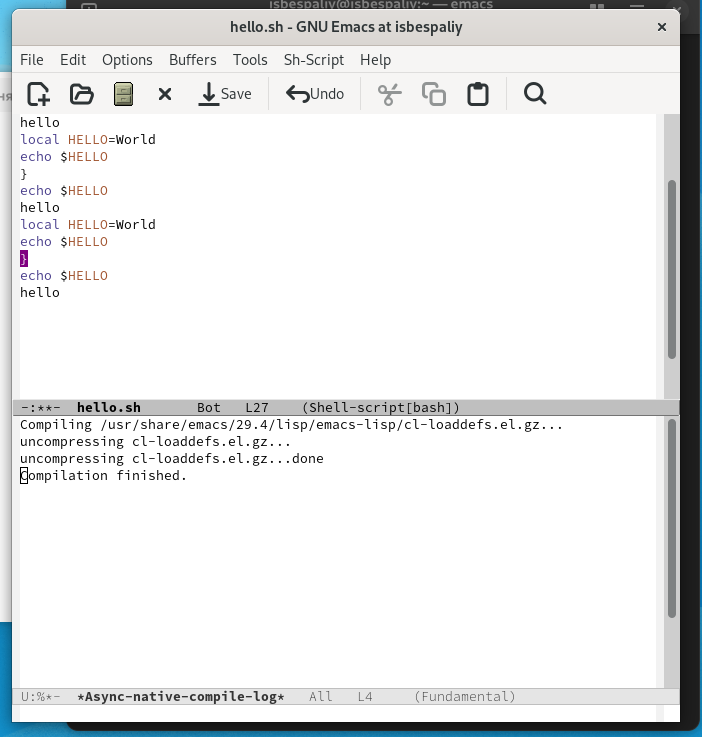 isbespaliy@isbespaliy:~ — emacs
hello.sh - GNU Emacs at isbespaliy
File Edit Options Buffers Tools Sh-Script Help
Save Undo
ня
hello
local HELLO=World
echo $HELLO
}
echo $HELLO
hello
local HELLO=World
echo $HELLO
}
echo $HELLO
hello
-:**- hello.sh Bot L27 (Shell-script[bash])
Compiling /usr/share/emacs/29.4/lisp/emacs-lisp/cl-loaddefs.el.gz...
uncompressing cl-loaddefs.el.gz...
uncompressing cl-loaddefs.el.gz...done
Compilation finished.
U:%*- *Async-native-compile-log* All L4 (Fundamental)